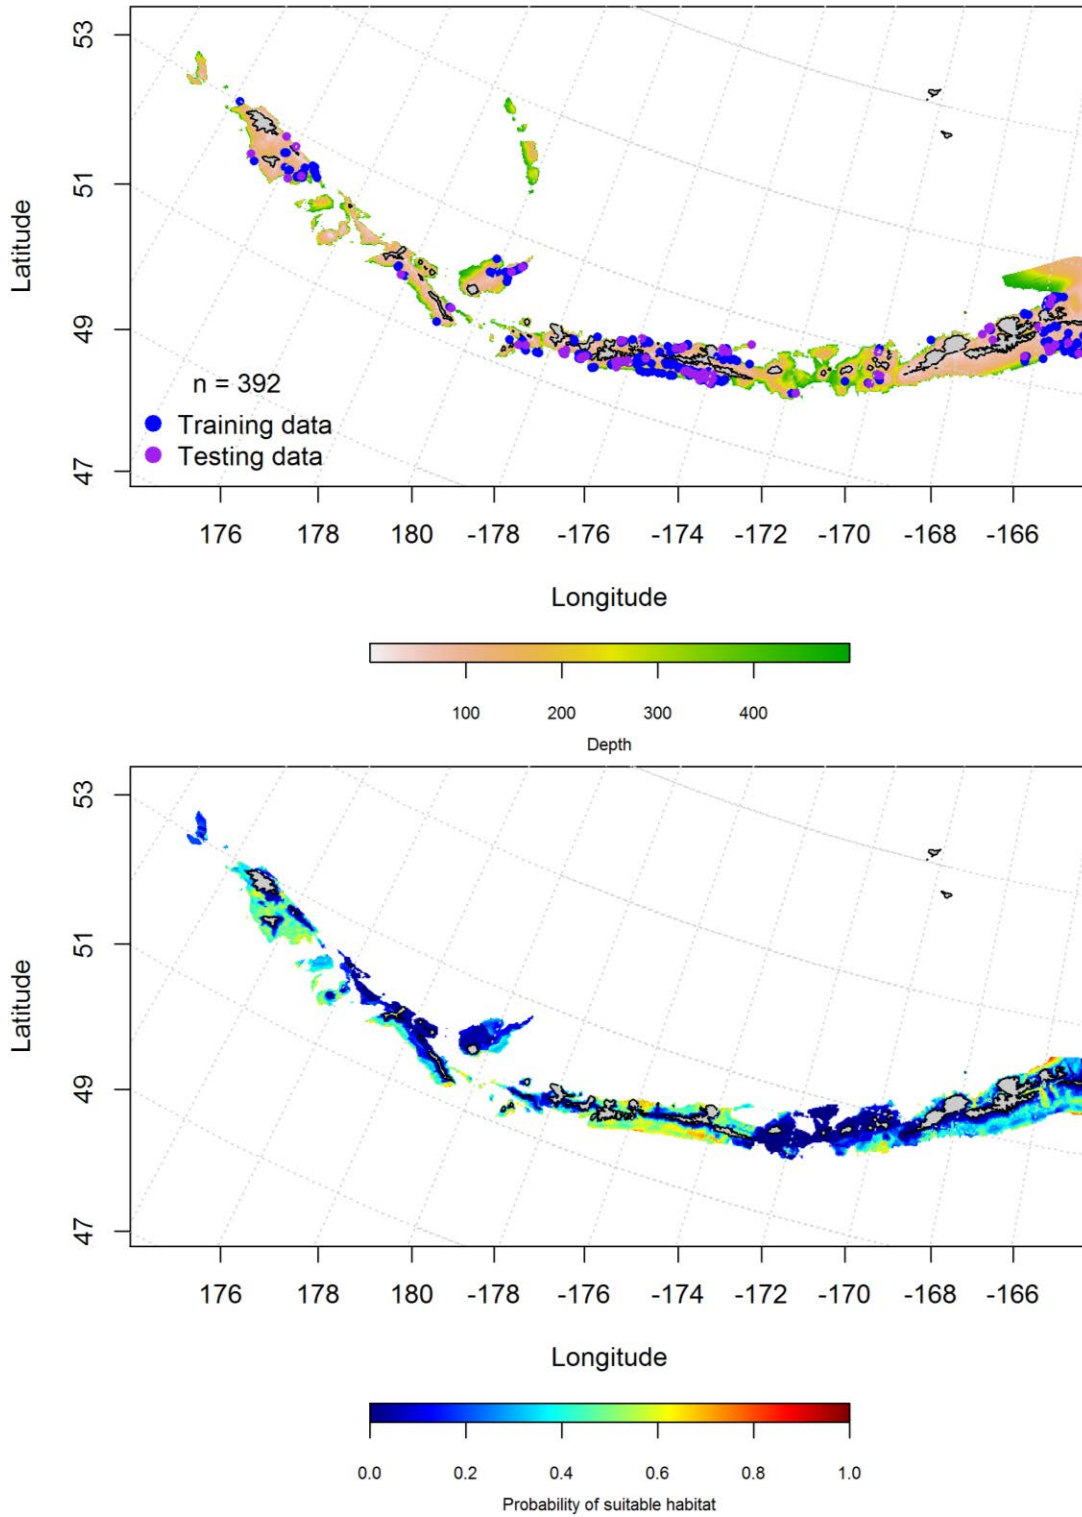 53
51
49
47
Latitude
n = 392
Training data
Testing data
176 178 180 -178 -176 -174 -172 -170 -168 -166
Longitude
100 200 300 400
Depth
53
51
49
47
Latitude
176 178 180 -178 -176 -174 -172 -170 -168 -166
Longitude
0.0 0.2 0.4 0.6 0.8 1.0
Probability of suitable habitat